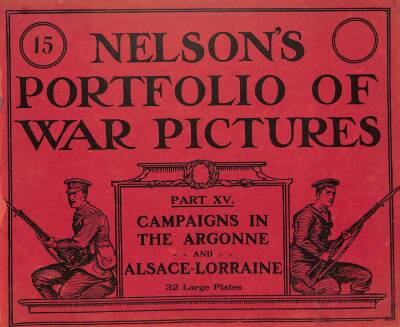 15
NELSON'S
PORTFOLIO OF
WAR PICTURES
PART XV.
CAMPAIGNS IN
THE ARGONNE
-- AND --
ALSACE-LORRAINE
32 Large Plates